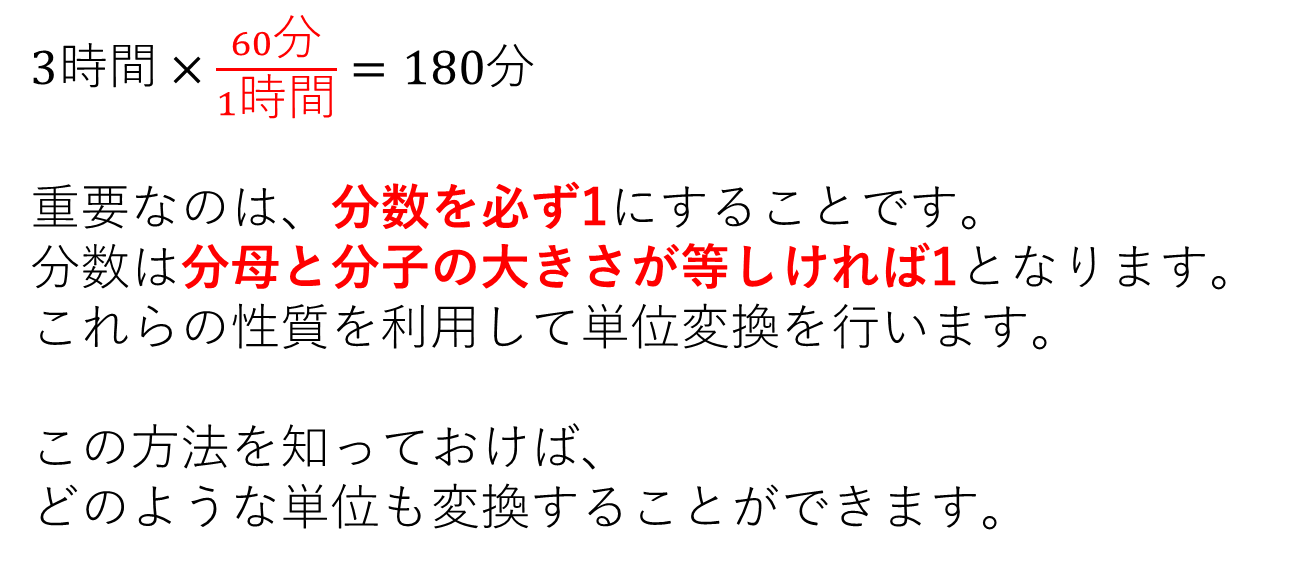 3時間 × 60分/1時間 = 180分
重要なのは、分数を必ず1にすることです。
分数は分母と分子の大きさが等しければ1となります。
これらの性質を利用して単位変換を行います。
この方法を知っておけば、
どのような単位も変換することができます。